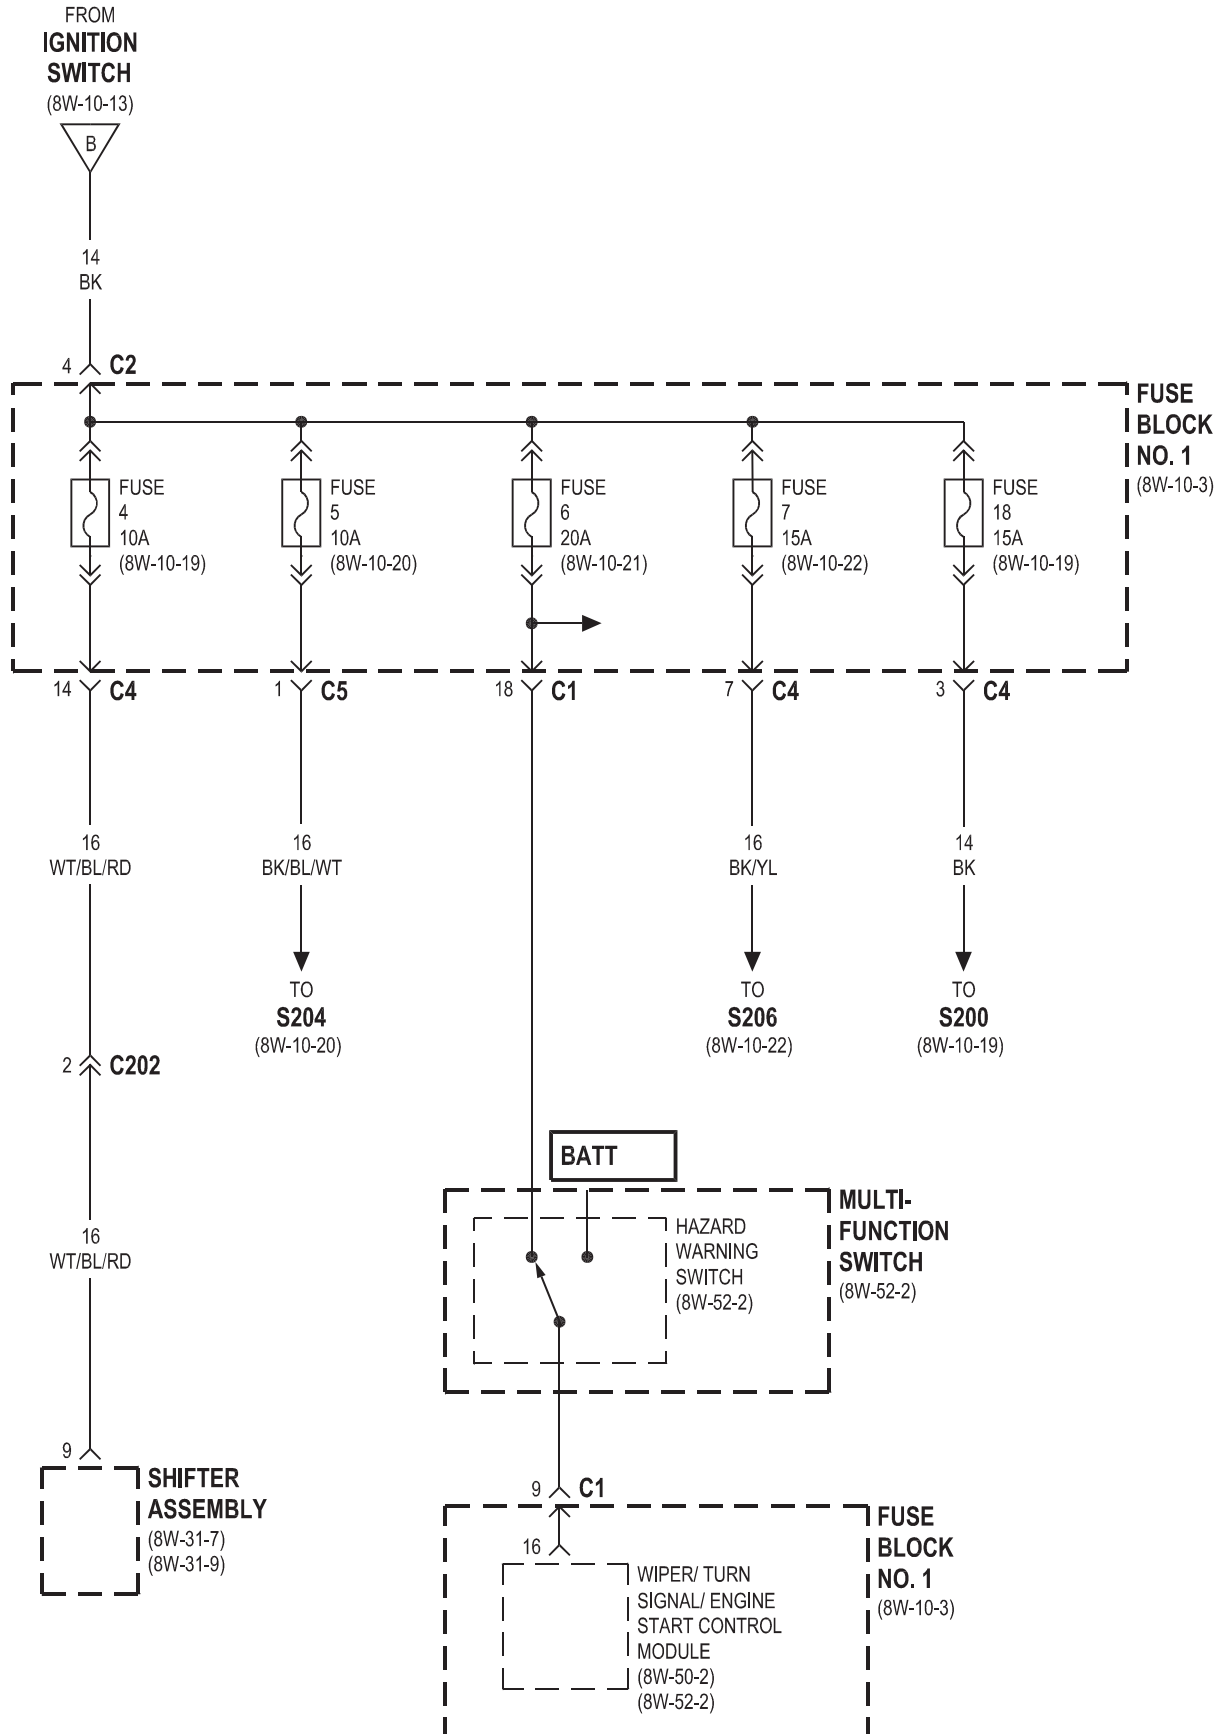 FROM
IGNITION
SWITCH
(8W-10-13)
B
14
BK
4
C2
FUSE
BLOCK
NO. 1
(8W-10-3)
FUSE
4
10A
(8W-10-19)
FUSE
5
10A
(8W-10-20)
FUSE
6
20A
(8W-10-21)
FUSE
7
15A
(8W-10-22)
FUSE
18
15A
(8W-10-19)
14
C4
1
C5
18
C1
7
C4
3
C4
16
WT/BL/RD
16
BK/BL/WT
16
BK/YL
14
BK
TO
S204
(8W-10-20)
TO
S206
(8W-10-22)
TO
S200
(8W-10-19)
2
C202
BATT
HAZARD
WARNING
SWITCH
(8W-52-2)
MULTI-
FUNCTION
SWITCH
(8W-52-2)
16
WT/BL/RD
9
SHIFTER
ASSEMBLY
(8W-31-7)
(8W-31-9)
9
C1
16
WIPER/ TURN
SIGNAL/ ENGINE
START CONTROL
MODULE
(8W-50-2)
(8W-52-2)
FUSE
BLOCK
NO. 1
(8W-10-3)